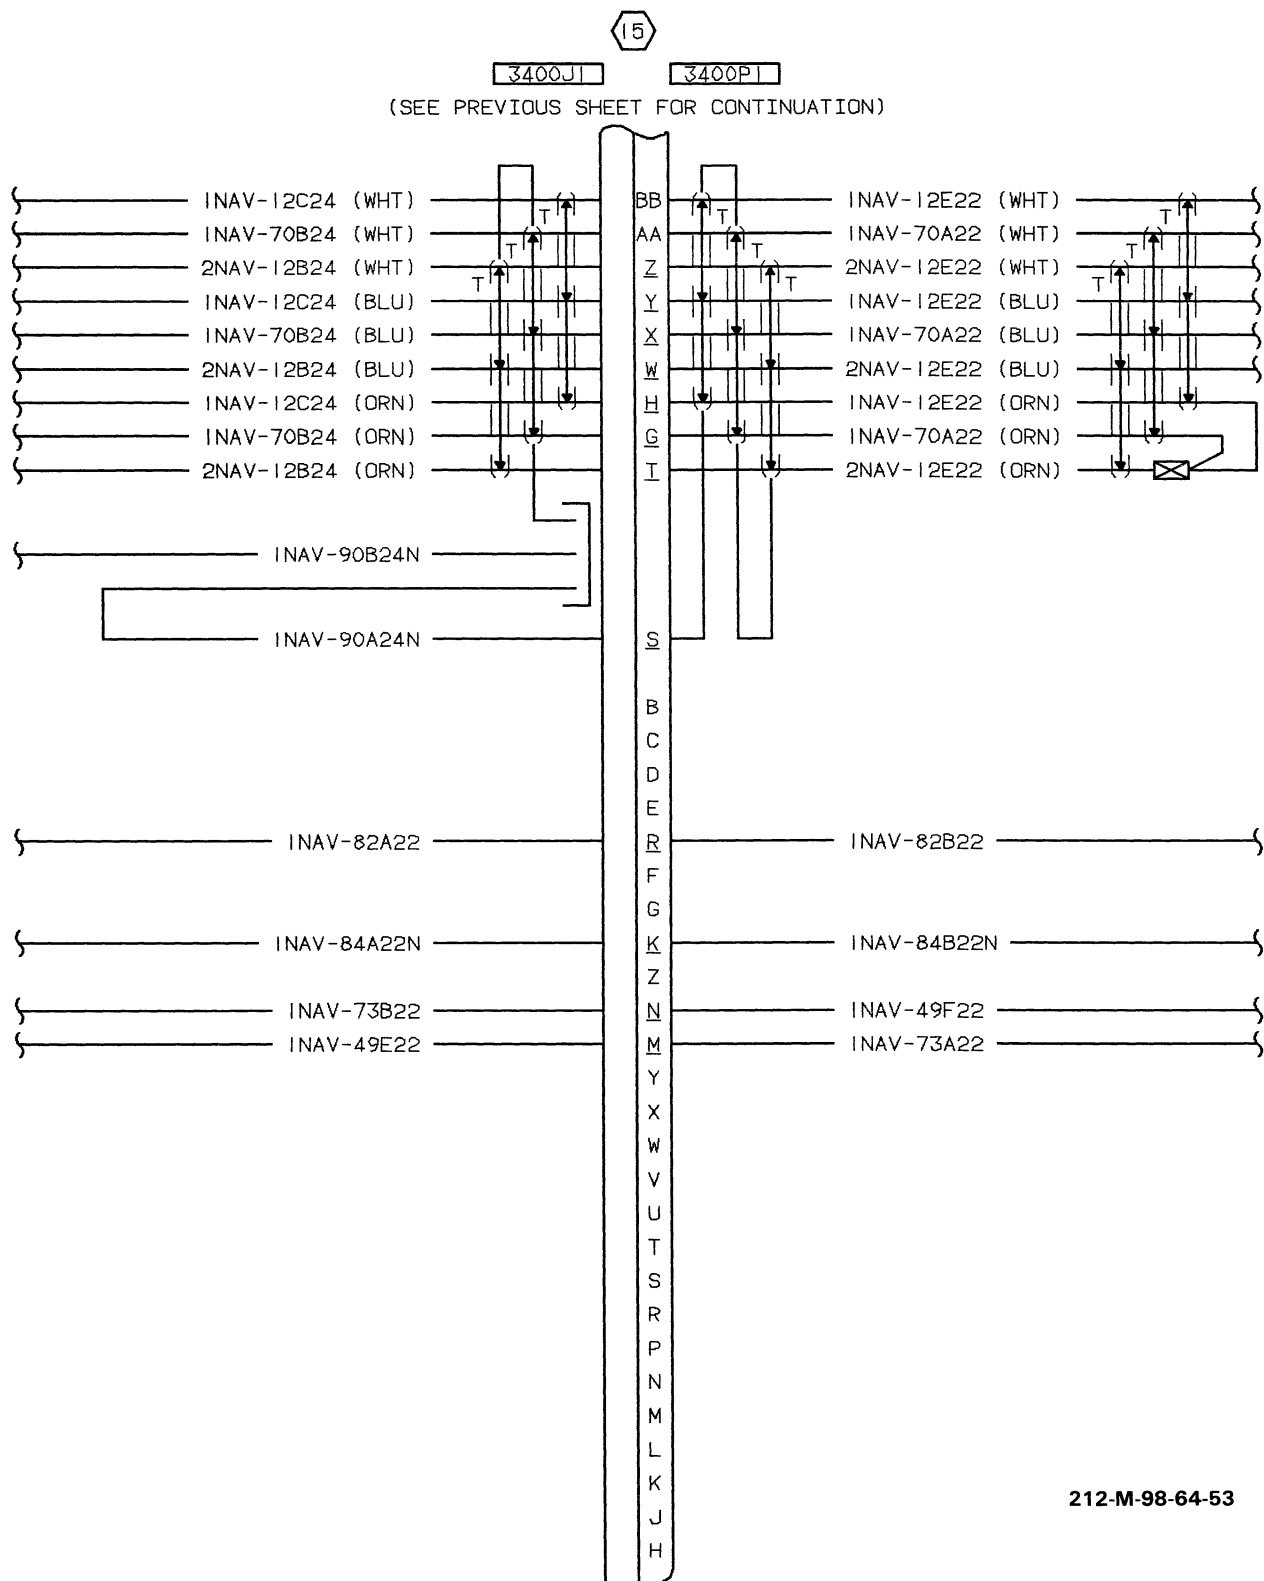 15
3400J1 3400P1
(SEE PREVIOUS SHEET FOR CONTINUATION)
1NAV-12C24 (WHT) T BB T 1NAV-12E22 (WHT) T
1NAV-70B24 (WHT) T AA T 1NAV-70A22 (WHT) T
2NAV-12B24 (WHT) T Z T 2NAV-12E22 (WHT) T
1NAV-12C24 (BLU) Y 1NAV-12E22 (BLU)
1NAV-70B24 (BLU) X 1NAV-70A22 (BLU)
2NAV-12B24 (BLU) W 2NAV-12E22 (BLU)
1NAV-12C24 (ORN) H 1NAV-12E22 (ORN)
1NAV-70B24 (ORN) G 1NAV-70A22 (ORN)
2NAV-12B24 (ORN) I 2NAV-12E22 (ORN)
1NAV-90B24N
1NAV-90A24N S
B
C
D
E
1NAV-82A22 R 1NAV-82B22
F
G
1NAV-84A22N K 1NAV-84B22N
Z
1NAV-73B22 N 1NAV-49F22
1NAV-49E22 M 1NAV-73A22
Y
X
W
V
U
T
S
R
P
N
M
L
K
J
H
212-M-98-64-53